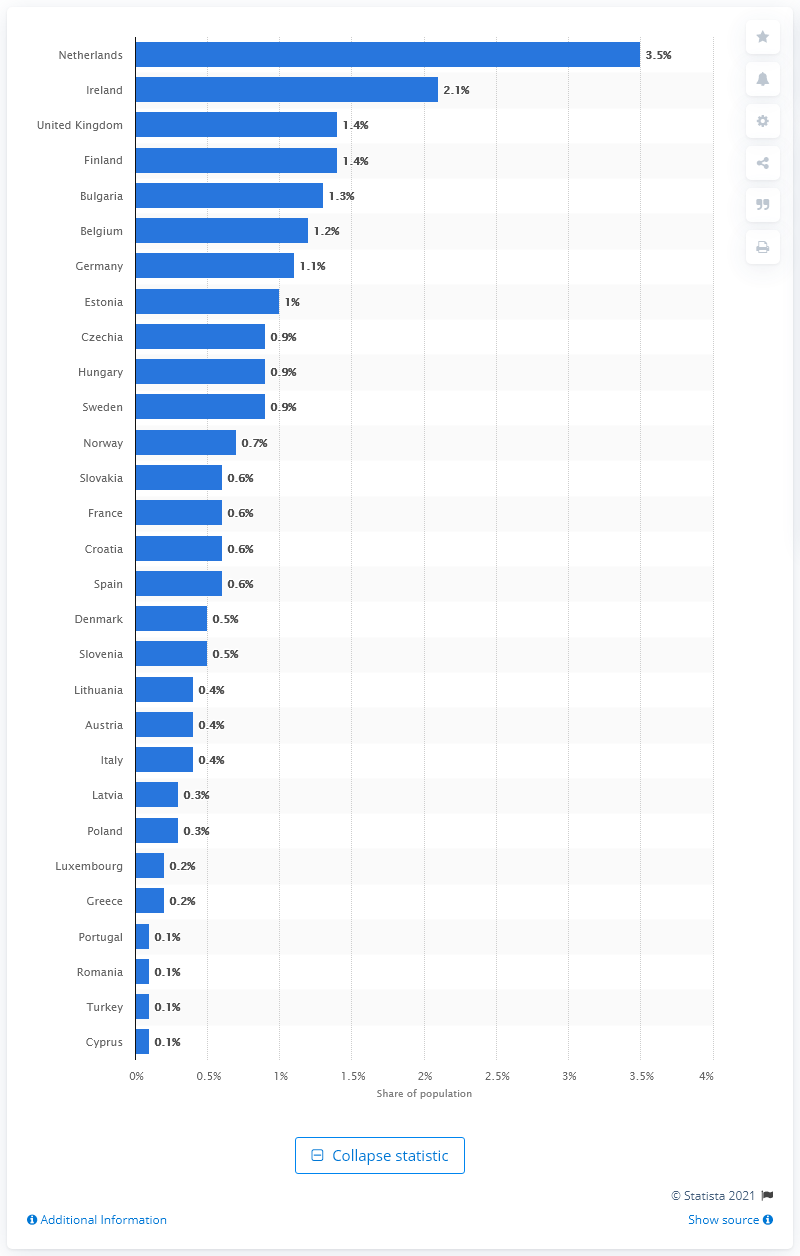 Netherlands 3.5%
Ireland 2.1%
United Kingdom 1.4%
Finland 1.4%
Bulgaria 1.3%
Belgium 1.2%
Germany 1.1%
Estonia 1%
Czechia 0.9%
Hungary 0.9%
Sweden 0.9%
Norway 0.7%
Slovakia 0.6%
France 0.6%
Croatia 0.6%
Spain 0.6%
Denmark 0.5%
Slovenia 0.5%
Lithuania 0.4%
Austria 0.4%
Italy 0.4%
Latvia 0.3%
Poland 0.3%
Luxembourg 0.2%
Greece 0.2%
Portugal 0.1%
Romania 0.1%
Turkey 0.1%
Cyprus 0.1%
0% 0.5% 1% 1.5% 2% 2.5% 3% 3.5% 4%
Share of population
Collapse statistic
© Statista 2021
Additional Information Show source